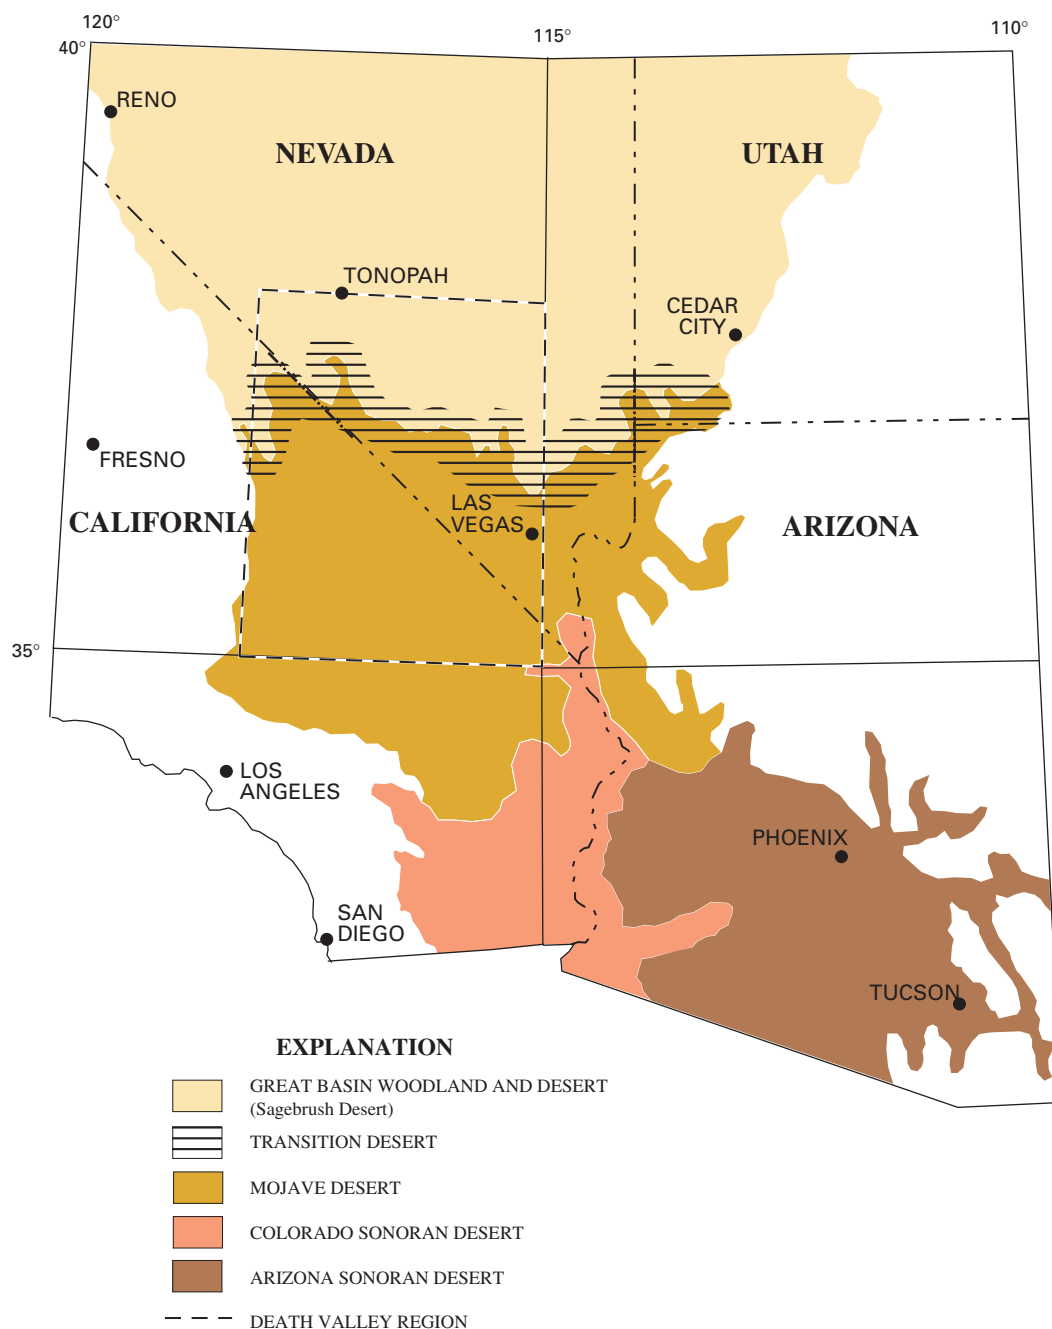 120°
115°
110°
40°
RENO
NEVADA
UTAH
TONOPAH
CEDAR
CITY
FRESNO
LAS
VEGAS
CALIFORNIA
ARIZONA
35°
LOS
ANGELES
PHOENIX
SAN
DIEGO
TUCSON
EXPLANATION
GREAT BASIN WOODLAND AND DESERT
(Sagebrush Desert)
TRANSITION DESERT
MOJAVE DESERT
COLORADO SONORAN DESERT
ARIZONA SONORAN DESERT
DEATH VALLEY REGION